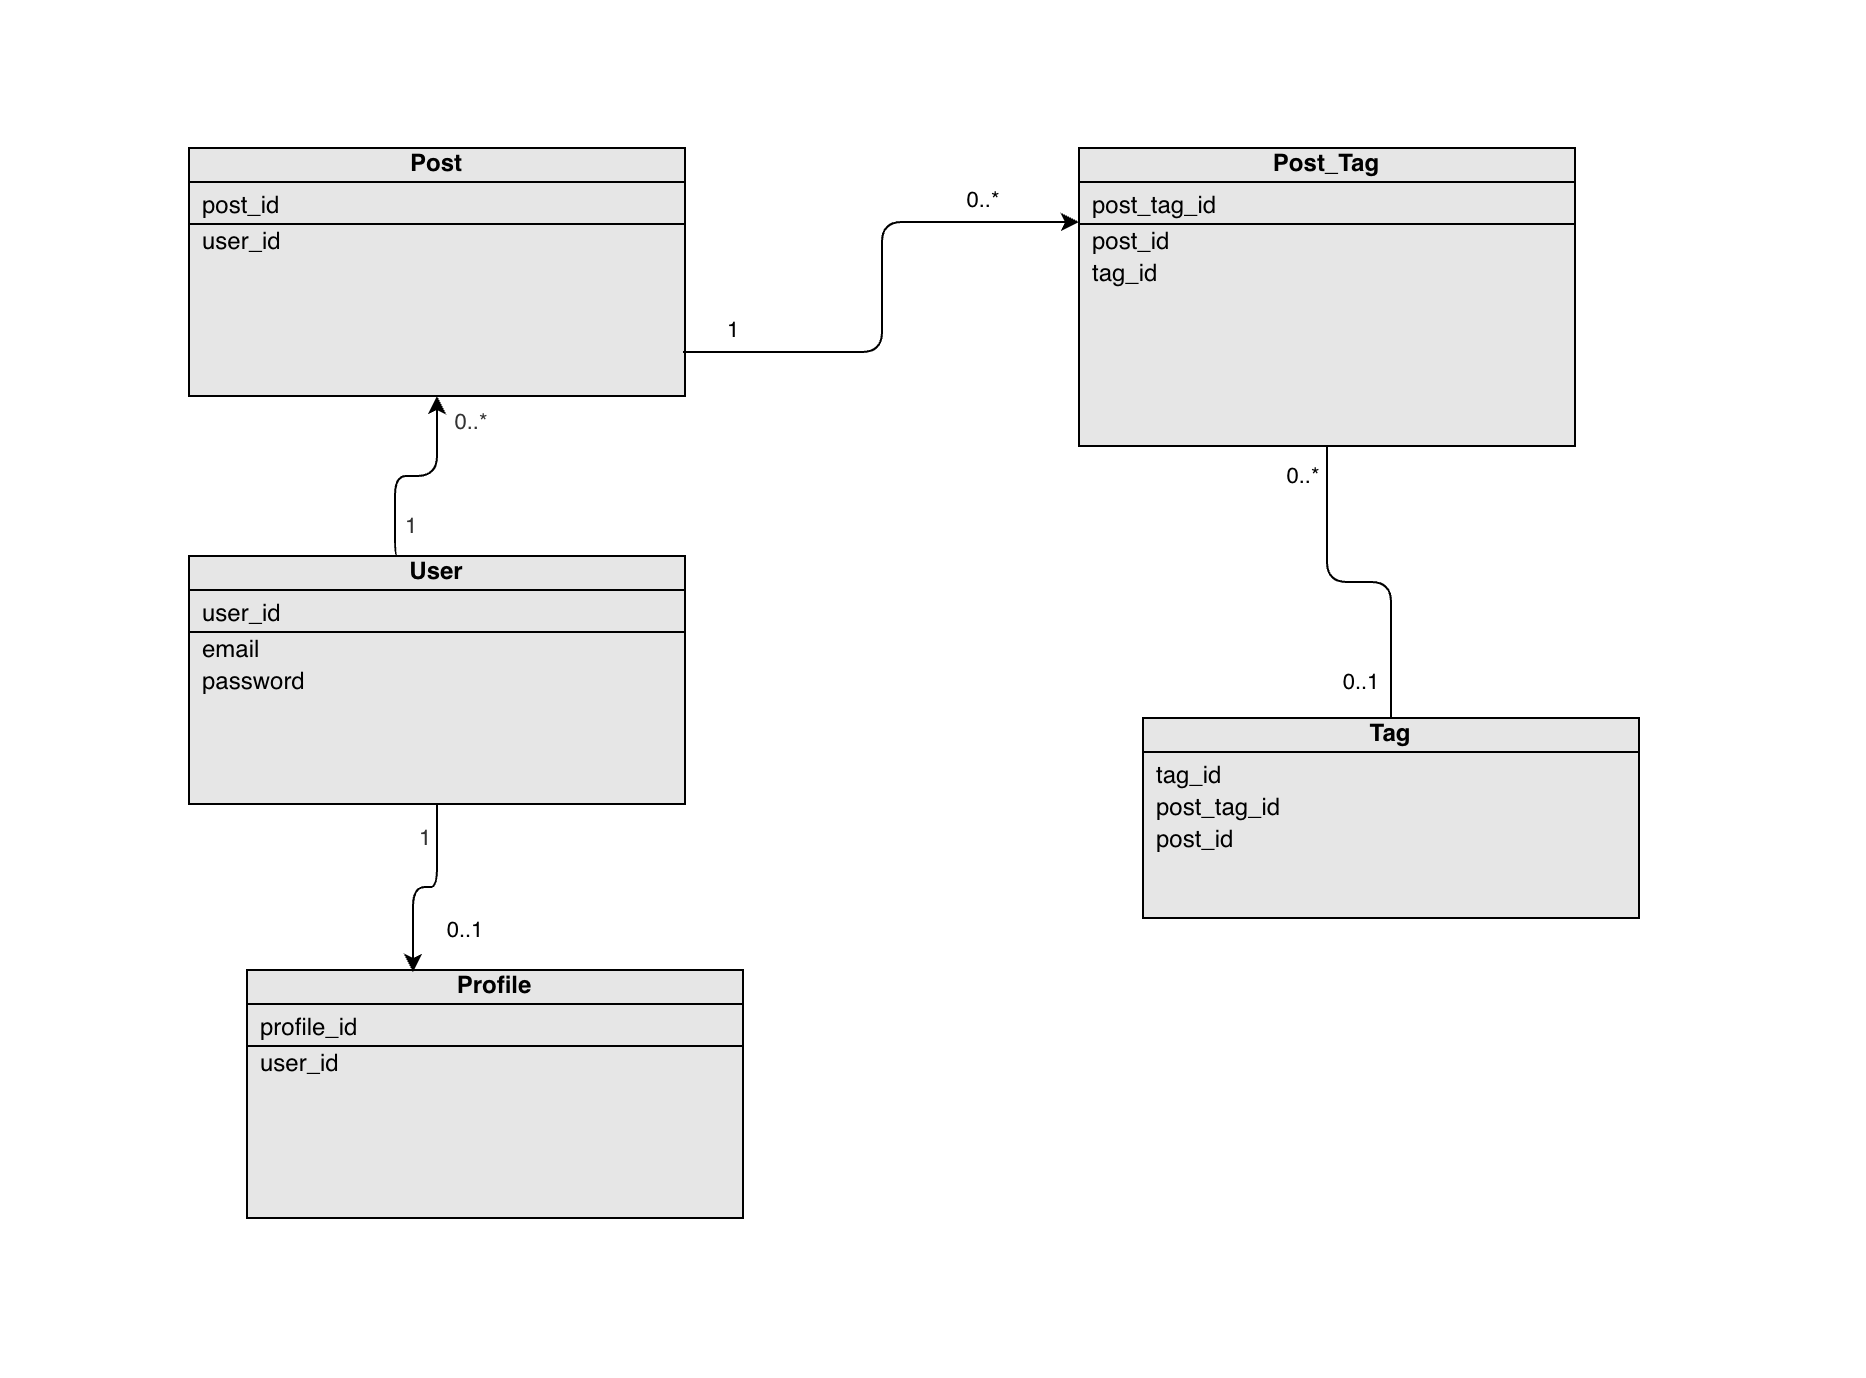 Post
post_id
user_id
1
0..*
Post_Tag
post_tag_id
post_id
tag_id
0..*
1
User
user_id
email
password
1
0..1
Profile
profile_id
user_id
0..*
0..1
Tag
tag_id
post_tag_id
post_id